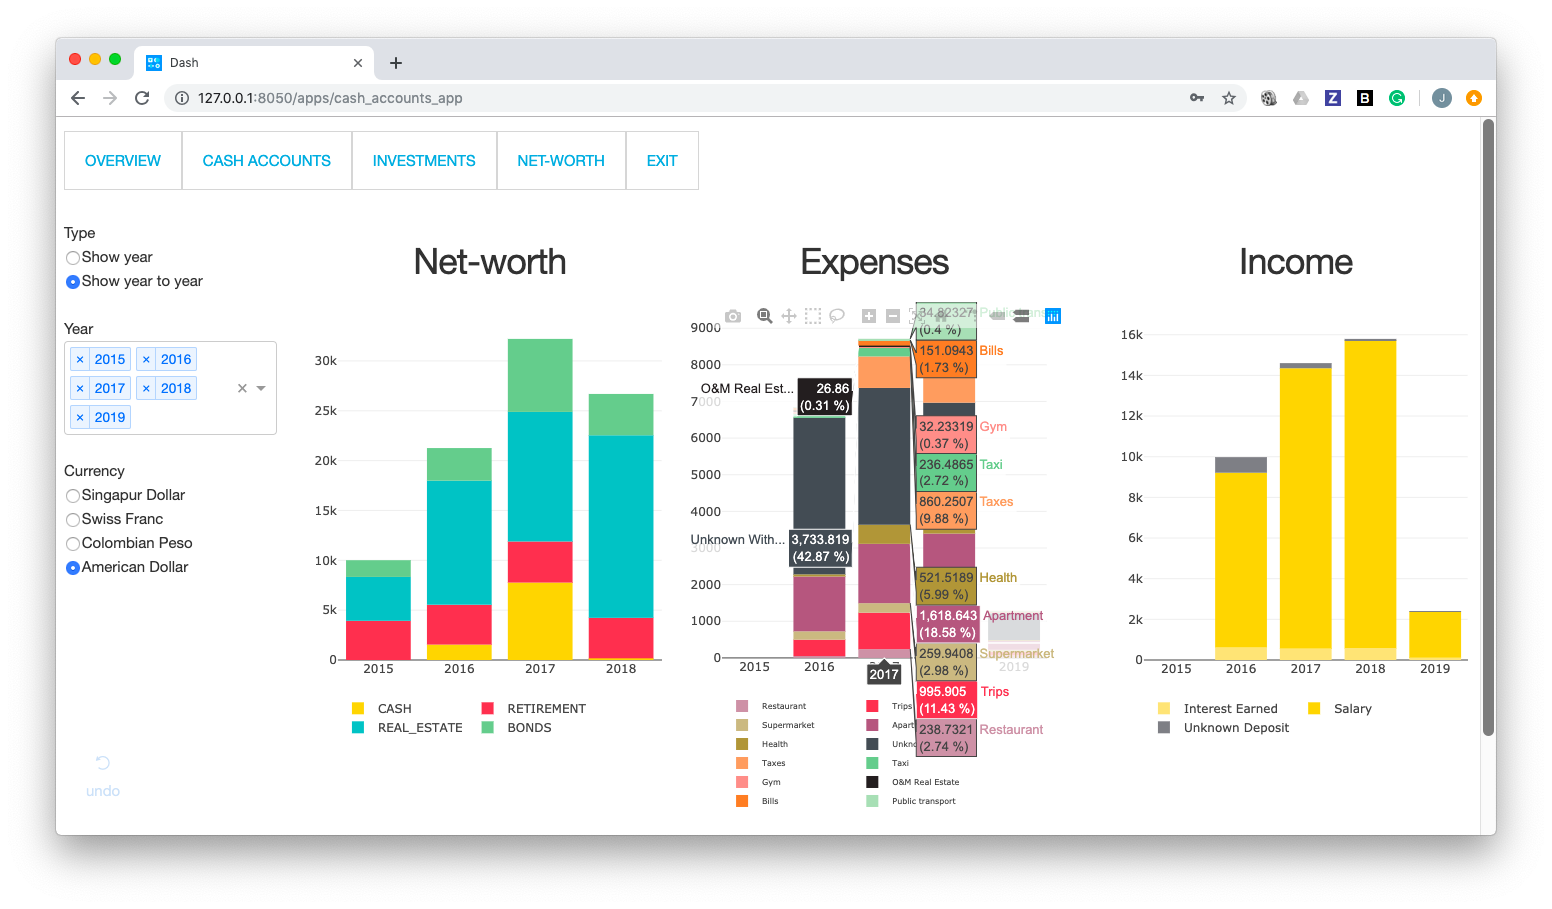 Dash
127.0.0.1:8050/apps/cash_accounts_app
Z
B
J
OVERVIEW
CASH ACCOUNTS
INVESTMENTS
NET-WORTH
EXIT
Type
Show year
Show year to year
Year
× 2015 × 2016
× 2017 × 2018
× 2019
Currency
Singapur Dollar
Swiss Franc
Colombian Peso
American Dollar
undo
Net-worth
30k
25k
20k
15k
10k
5k
0
2015 2016 2017 2018
CASH RETIREMENT
REAL_ESTATE BONDS
Expenses
9000
8000
7000
6000
5000
4000
3000
2000
1000
0
2015 2016 2017 2019
34.82327
(0.4 %)
151.0943 Bills
(1.73 %)
O&M Real Est... 26.86
(0.31 %)
32.23319 Gym
(0.37 %)
236.4865 Taxi
(2.72 %)
860.2507 Taxes
(9.88 %)
Unknown With... 3,733.819
(42.87 %)
521.5189 Health
(5.99 %)
1,618.643 Apartment
(18.58 %)
259.9408 Supermarket
(2.98 %)
995.905 Trips
(11.43 %)
238.7321 Restaurant
(2.74 %)
Restaurant Trips
Supermarket
Health
Taxes Taxi
Gym O&M Real Estate
Bills Public transport
Income
16k
14k
12k
10k
8k
6k
4k
2k
0
2015 2016 2017 2018 2019
Interest Earned Salary
Unknown Deposit